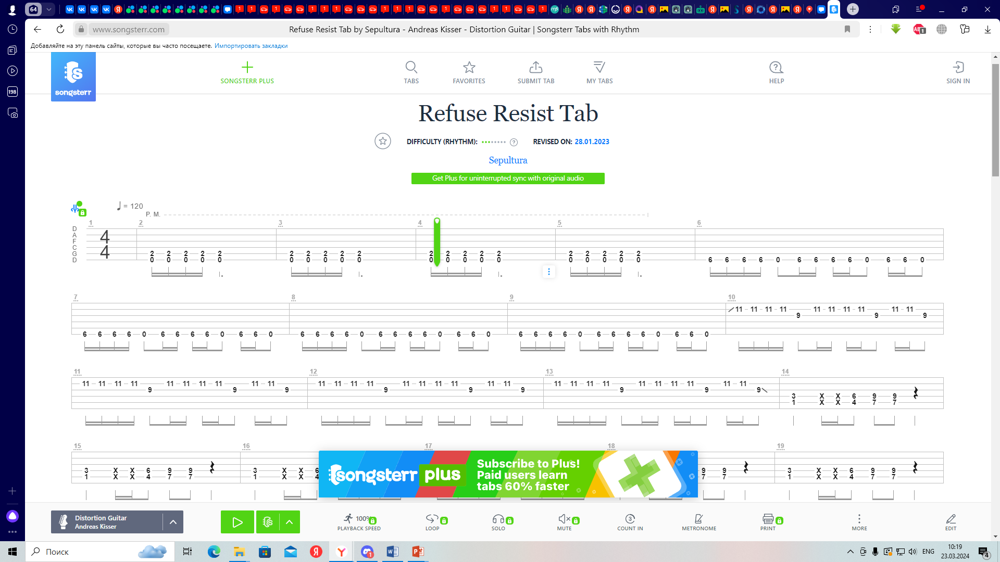 64
www.songsterr.com
Refuse Resist Tab by Sepultura - Andreas Kisser - Distortion Guitar | Songsterr Tabs with Rhythm
Добавляйте на эту панель сайты, которые вы часто посещаете. Импортировать закладки
198
songsterr
SONGSTERR PLUS
TABS
FAVORITES
SUBMIT TAB
MY TABS
HELP
SIGN IN
Refuse Resist Tab
DIFFICULTY (RHYTHM):
REVISED ON: 28.01.2023
Sepultura
Get Plus for uninterrupted sync with original audio
= 120
P. M.
1 2 3 4 5 6
D
A
F
C
G
D
4
4
2 2 2 2 2 2 2 2 2 2 2 2 2 2 2 2 2 2 2 2
0 0 0 0 0 0 0 0 0 0 0 0 0 0 0 0 0 0 0 0 6 6 6 6 0 6 6 6 6 0 6 6 0
7 8 9 10
11 11 11 11 11 11 11 11 11 11
9 9 9
6 6 6 6 0 6 6 6 6 0 6 6 0 6 6 6 6 0 6 6 6 6 0 6 6 0 6 6 6 6 0 6 6 6 6 0 6 6 0
11 12 13 14
11 11 11 11 11 11 11 11 11 11 11 11 11 11 11 11 11 11 11 11 11 11 11 11 11 11 11 11 11 11
9 9 9 9 9 9 9 9 9
3 X X 6 9 9
1 X X 4 7 7
15 16 17 18 19
3 X X 6 9 9 3 X X 6 9 9 3 X X 6 9 9
1 X X 4 7 7 1 X X 4 7 7 1 X X 4 7 7
songsterr plus
Subscribe to Plus!
Paid users learn
tabs 60% faster
Distortion Guitar
Andreas Kisser
100%
PLAYBACK SPEED
LOOP
SOLO
MUTE
3
COUNT IN
METRONOME
PRINT
MORE
EDIT
Поиск
ENG
10:19
23.03.2024
4